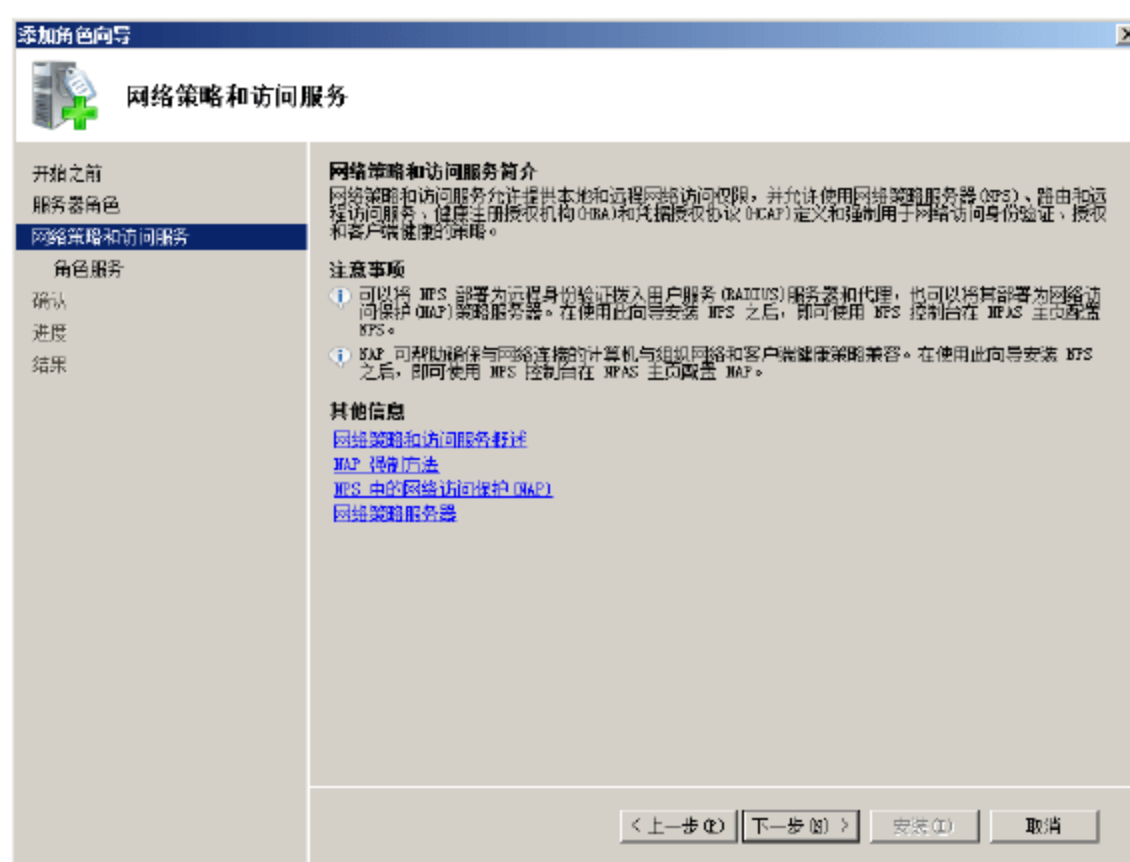 添加角色向导
网络策略和访问服务
开始之前
服务器角色
网络策略和访问服务
角色服务
确认
进度
结果
网络策略和访问服务简介
网络策略和访问服务允许提供本地和远程网络访问权限，并允许使用网络策略服务器(NPS)、路由和远
程访问服务、健康注册授权机构(HRA)和凭据授权协议(HCAP)定义和强制用于网络访问身份验证、授权
和客户端健康的策略。
注意事项
可以将 NPS 部署为远程身份验证拨入用户服务(RADIUS)服务器和代理，也可以将其部署为网络访
问保护(NAP)策略服务器。在使用此向导安装 NPS 之后，即可使用 NPS 控制台在 NPAS 主页配置
NPS。
NAP 可帮助确保与网络连接的计算机与组织网络和客户端健康策略兼容。在使用此向导安装 NPS
之后，即可使用 NPS 控制台在 NPAS 主页配置 NAP。
其他信息
网络策略和访问服务概述
NAP 强制方法
NPS 中的网络访问保护(NAP)
网络策略服务器
< 上一步(P) 下一步(N) > 安装(I) 取消